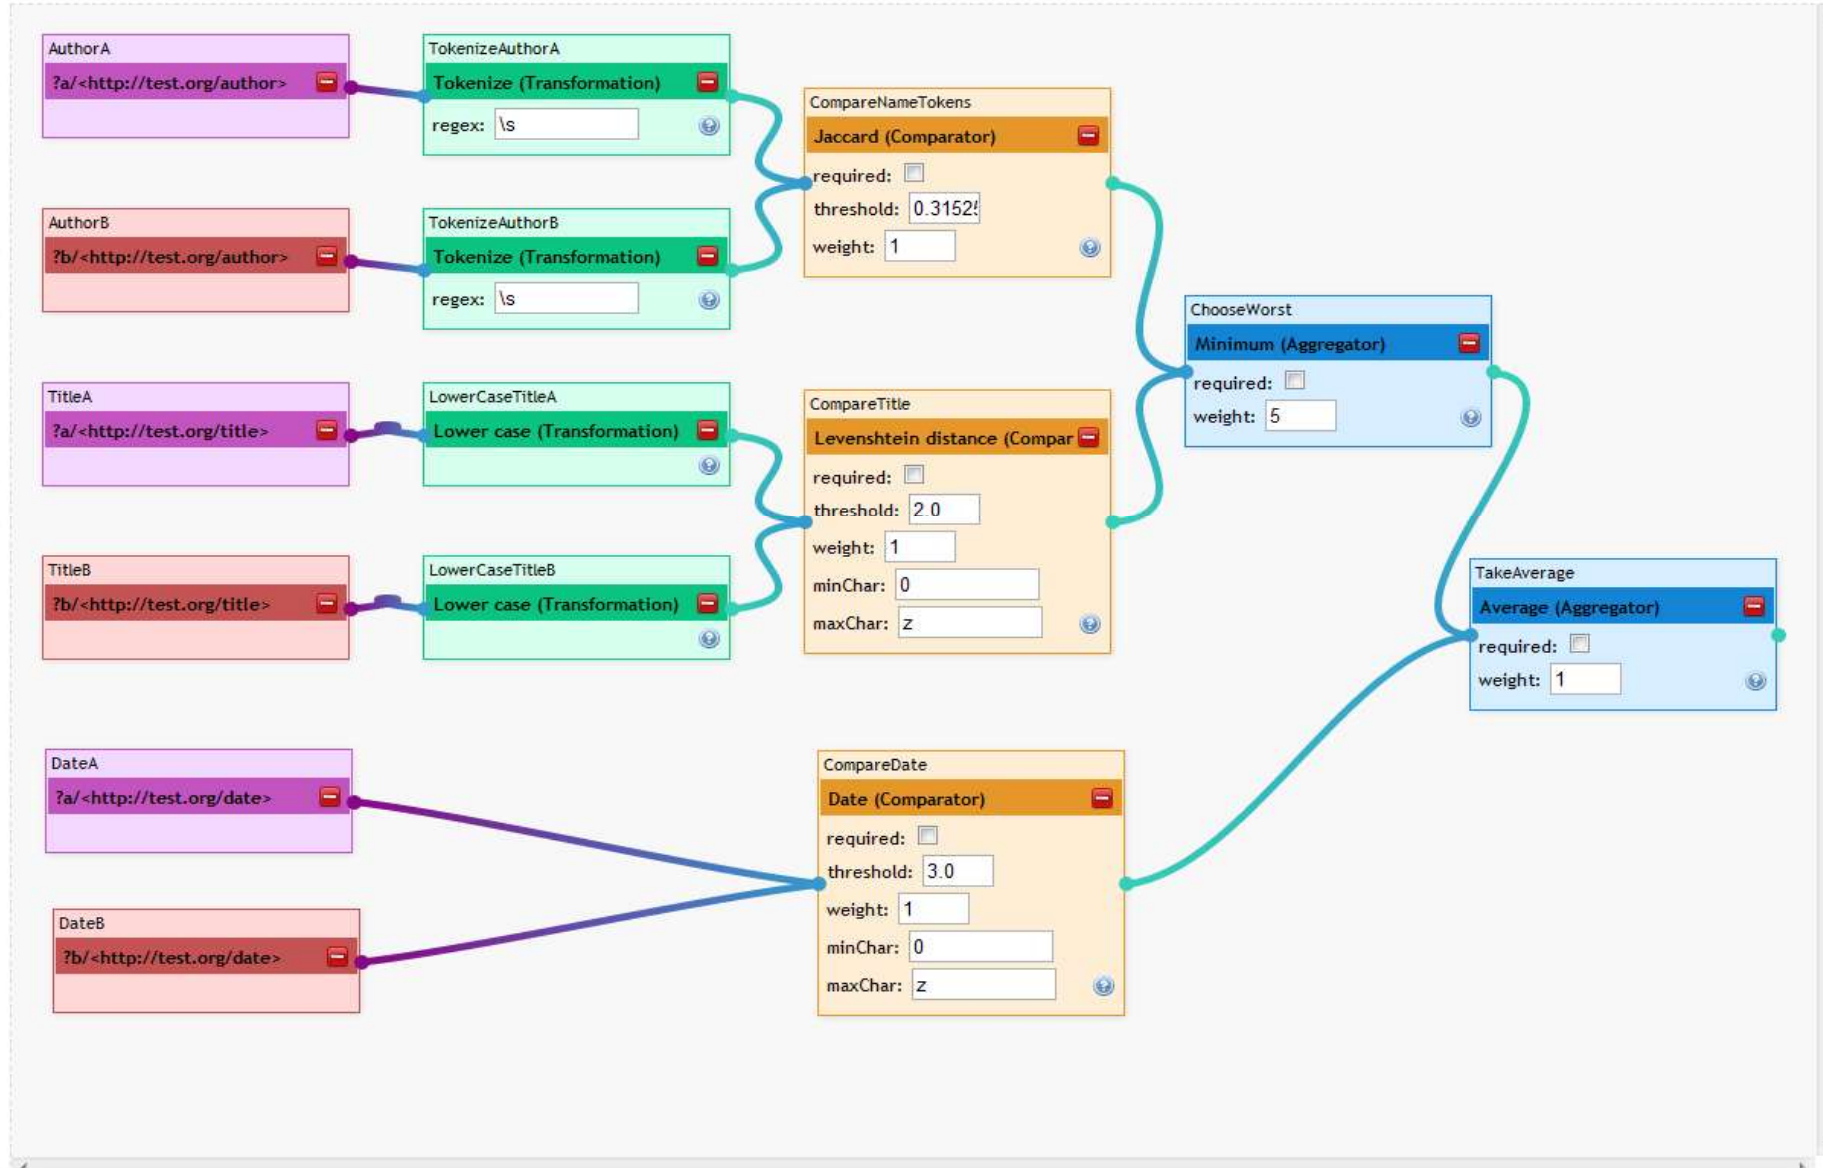 AuthorA
?a/<http://test.org/author>
TokenizeAuthorA
Tokenize (Transformation)
regex: \s
AuthorB
?b/<http://test.org/author>
TokenizeAuthorB
Tokenize (Transformation)
regex: \s
CompareNameTokens
Jaccard (Comparator)
required:
threshold: 0.3152
weight: 1
TitleA
?a/<http://test.org/title>
LowerCaseTitleA
Lower case (Transformation)
TitleB
?b/<http://test.org/title>
LowerCaseTitleB
Lower case (Transformation)
CompareTitle
Levenshtein distance (Compar
required:
threshold: 2.0
weight: 1
minChar: 0
maxChar: z
ChooseWorst
Minimum (Aggregator)
required:
weight: 5
TakeAverage
Average (Aggregator)
required:
weight: 1
DateA
?a/<http://test.org/date>
DateB
?b/<http://test.org/date>
CompareDate
Date (Comparator)
required:
threshold: 3.0
weight: 1
minChar: 0
maxChar: z